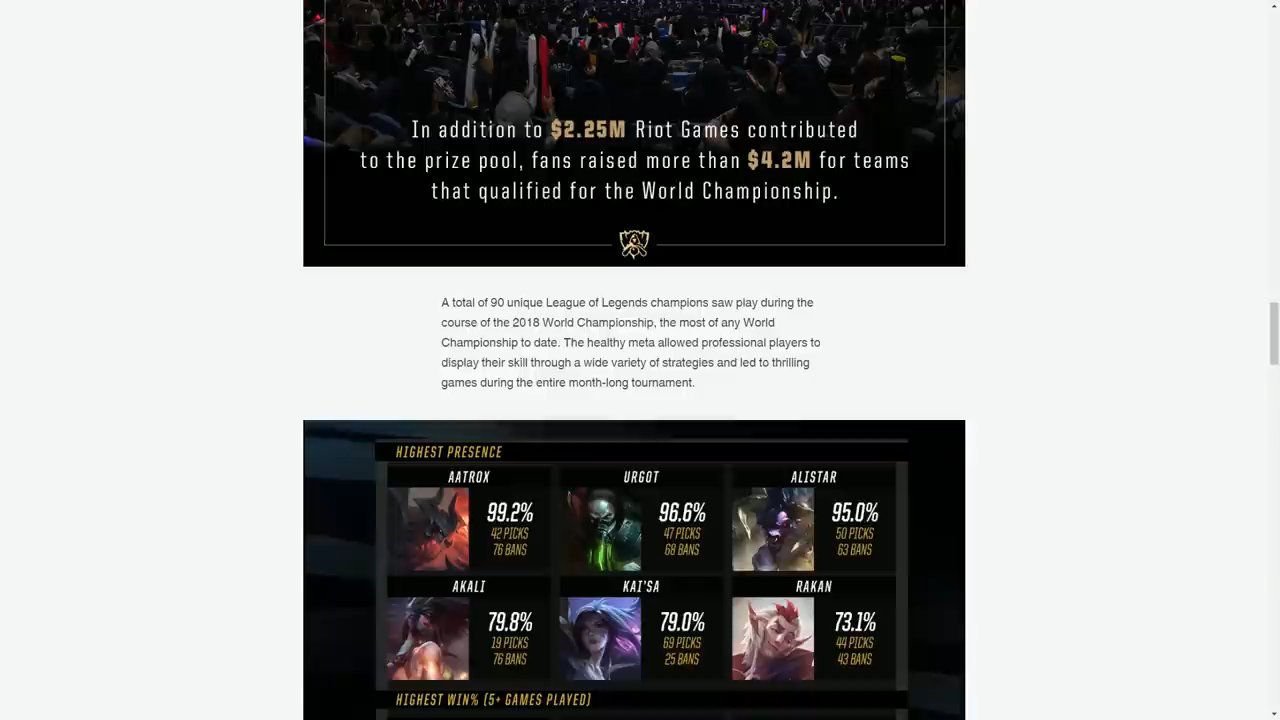 In addition to $2.25M Riot Games contributed
to the prize pool, fans raised more than $4.2M for teams
that qualified for the World Championship.
A total of 90 unique League of Legends champions saw play during the
course of the 2018 World Championship, the most of any World
Championship to date. The healthy meta allowed professional players to
display their skill through a wide variety of strategies and led to thrilling
games during the entire month-long tournament.
HIGHEST PRESENCE
AATROX
99.2%
42 PICKS
76 BANS
URGOT
96.6%
47 PICKS
68 BANS
ALISTAR
95.0%
50 PICKS
63 BANS
AKALI
79.8%
19 PICKS
76 BANS
KAI'SA
79.0%
69 PICKS
25 BANS
RAKAN
73.1%
44 PICKS
43 BANS
HIGHEST WIN% (5+ GAMES PLAYED)